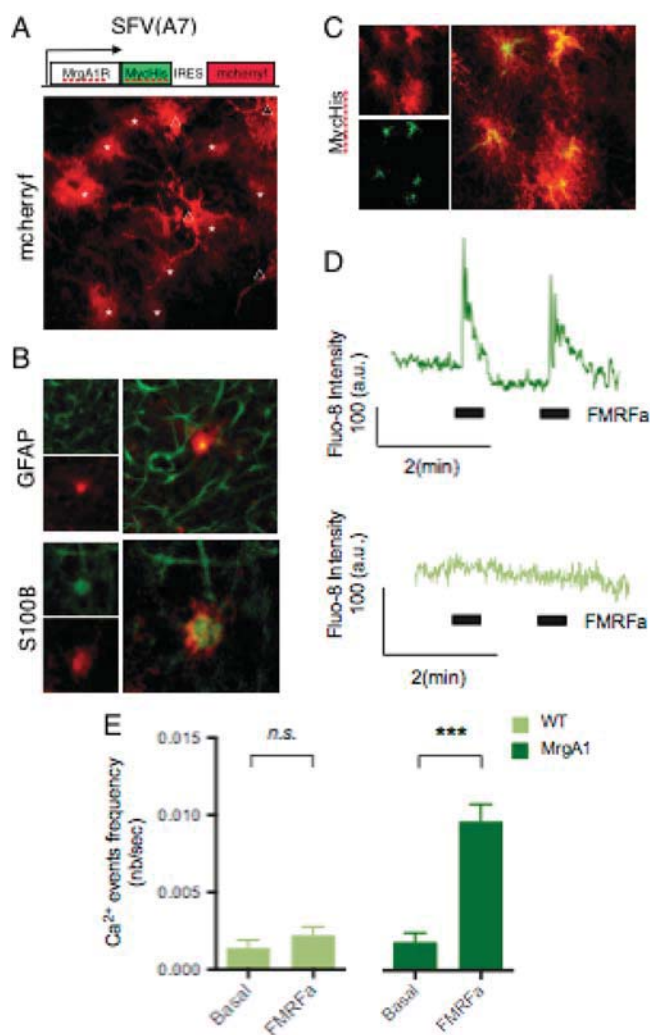 A
SFV(A7)
MrgA1R MycHis IRES mcherryf
mcherryf
B
GFAP
S100B
C
MycHis
D
Fluo-8 Intensity
100 (a.u.)
FMRFa
2(min)
Fluo-8 Intensity
100 (a.u.)
FMRFa
2(min)
E
WT
MrgA1
n.s.
***
0.015
0.010
0.005
0.000
Ca2+ events frequency
(nb/sec)
Basal
FMRFa
Basal
FMRFa